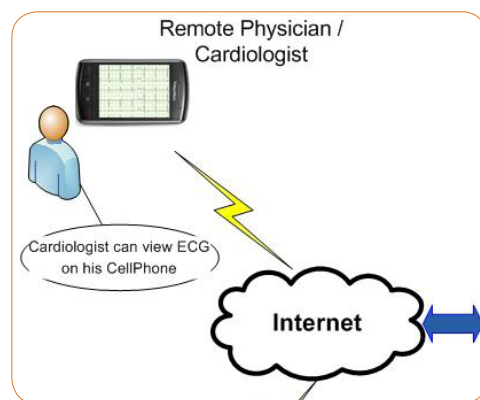 Remote Physician /
Cardiologist
Cardiologist can view ECG
on his CellPhone
Internet